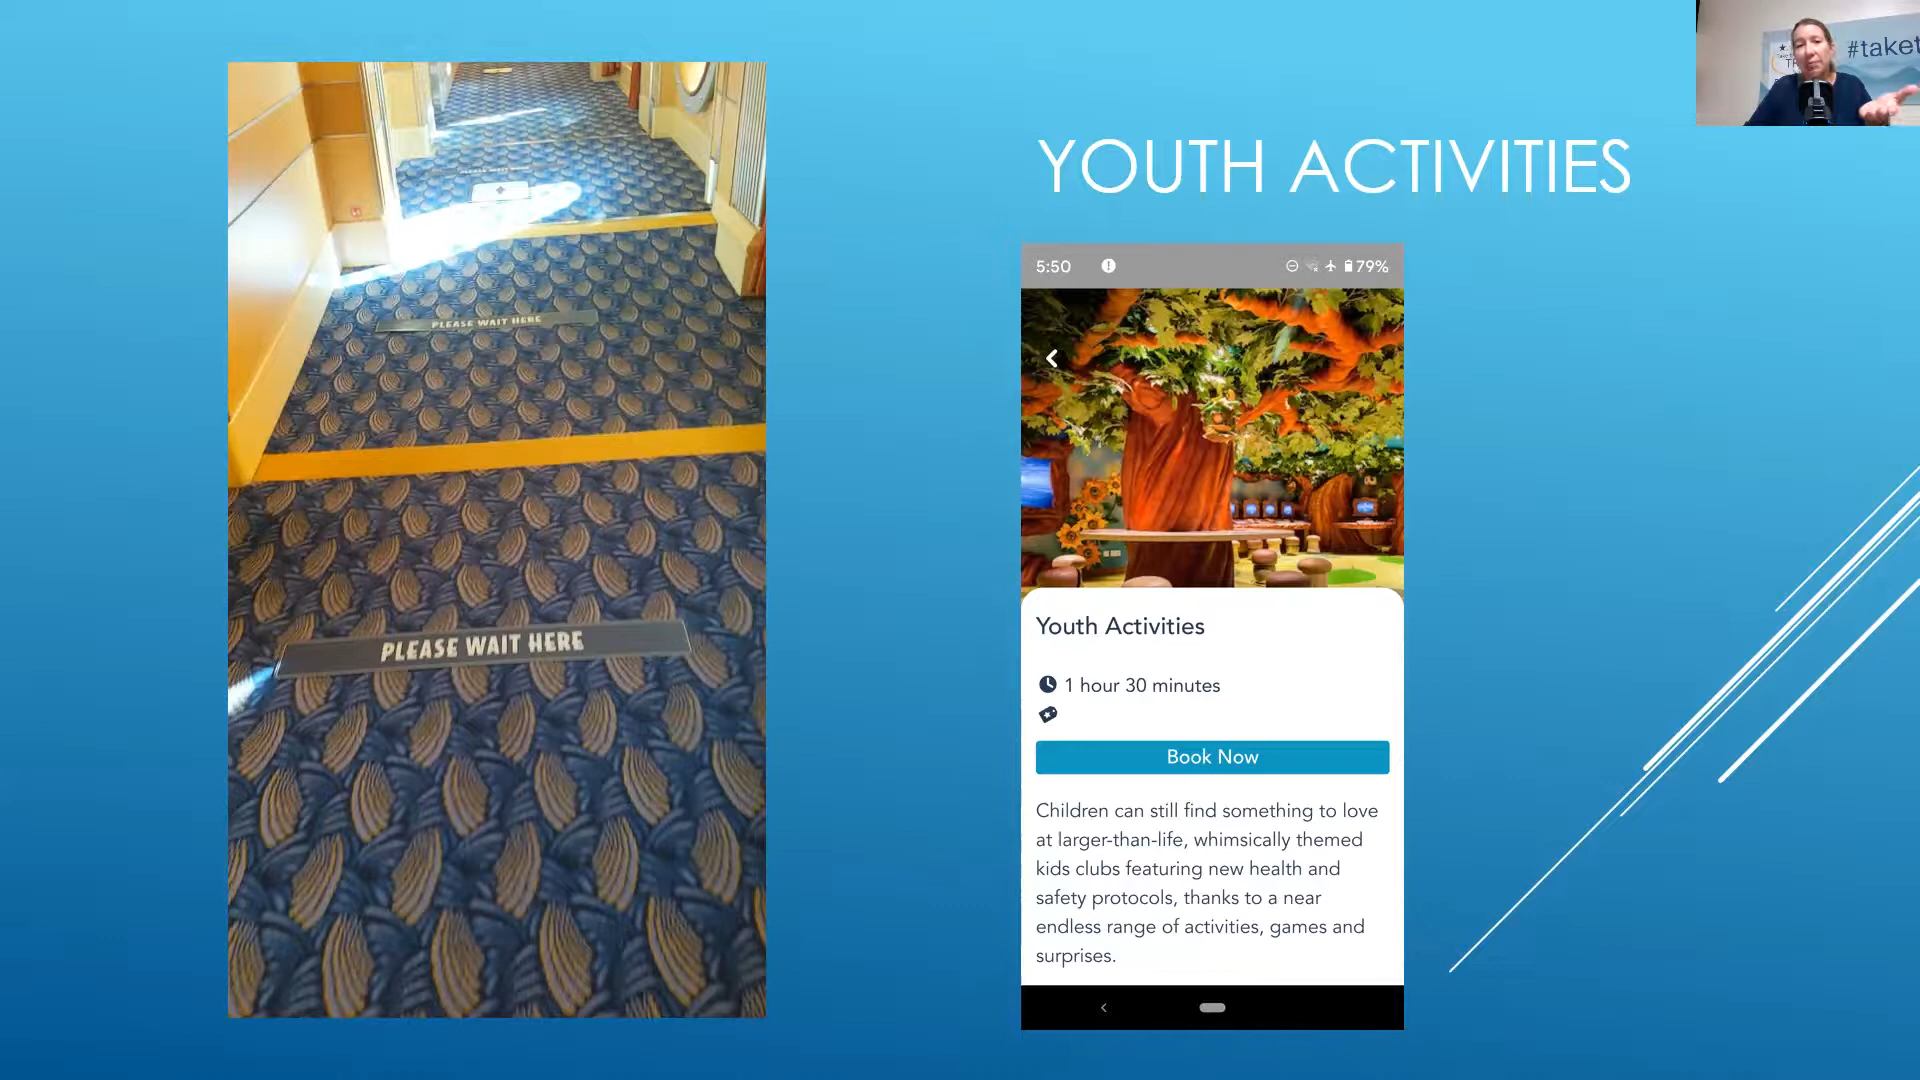 #taket
YOUTH ACTIVITIES
PLEASE WAIT HERE
PLEASE WAIT HERE
5:50
79%
Youth Activities
1 hour 30 minutes
Book Now
Children can still find something to love
at larger-than-life, whimsically themed
kids clubs featuring new health and
safety protocols, thanks to a near
endless range of activities, games and
surprises.